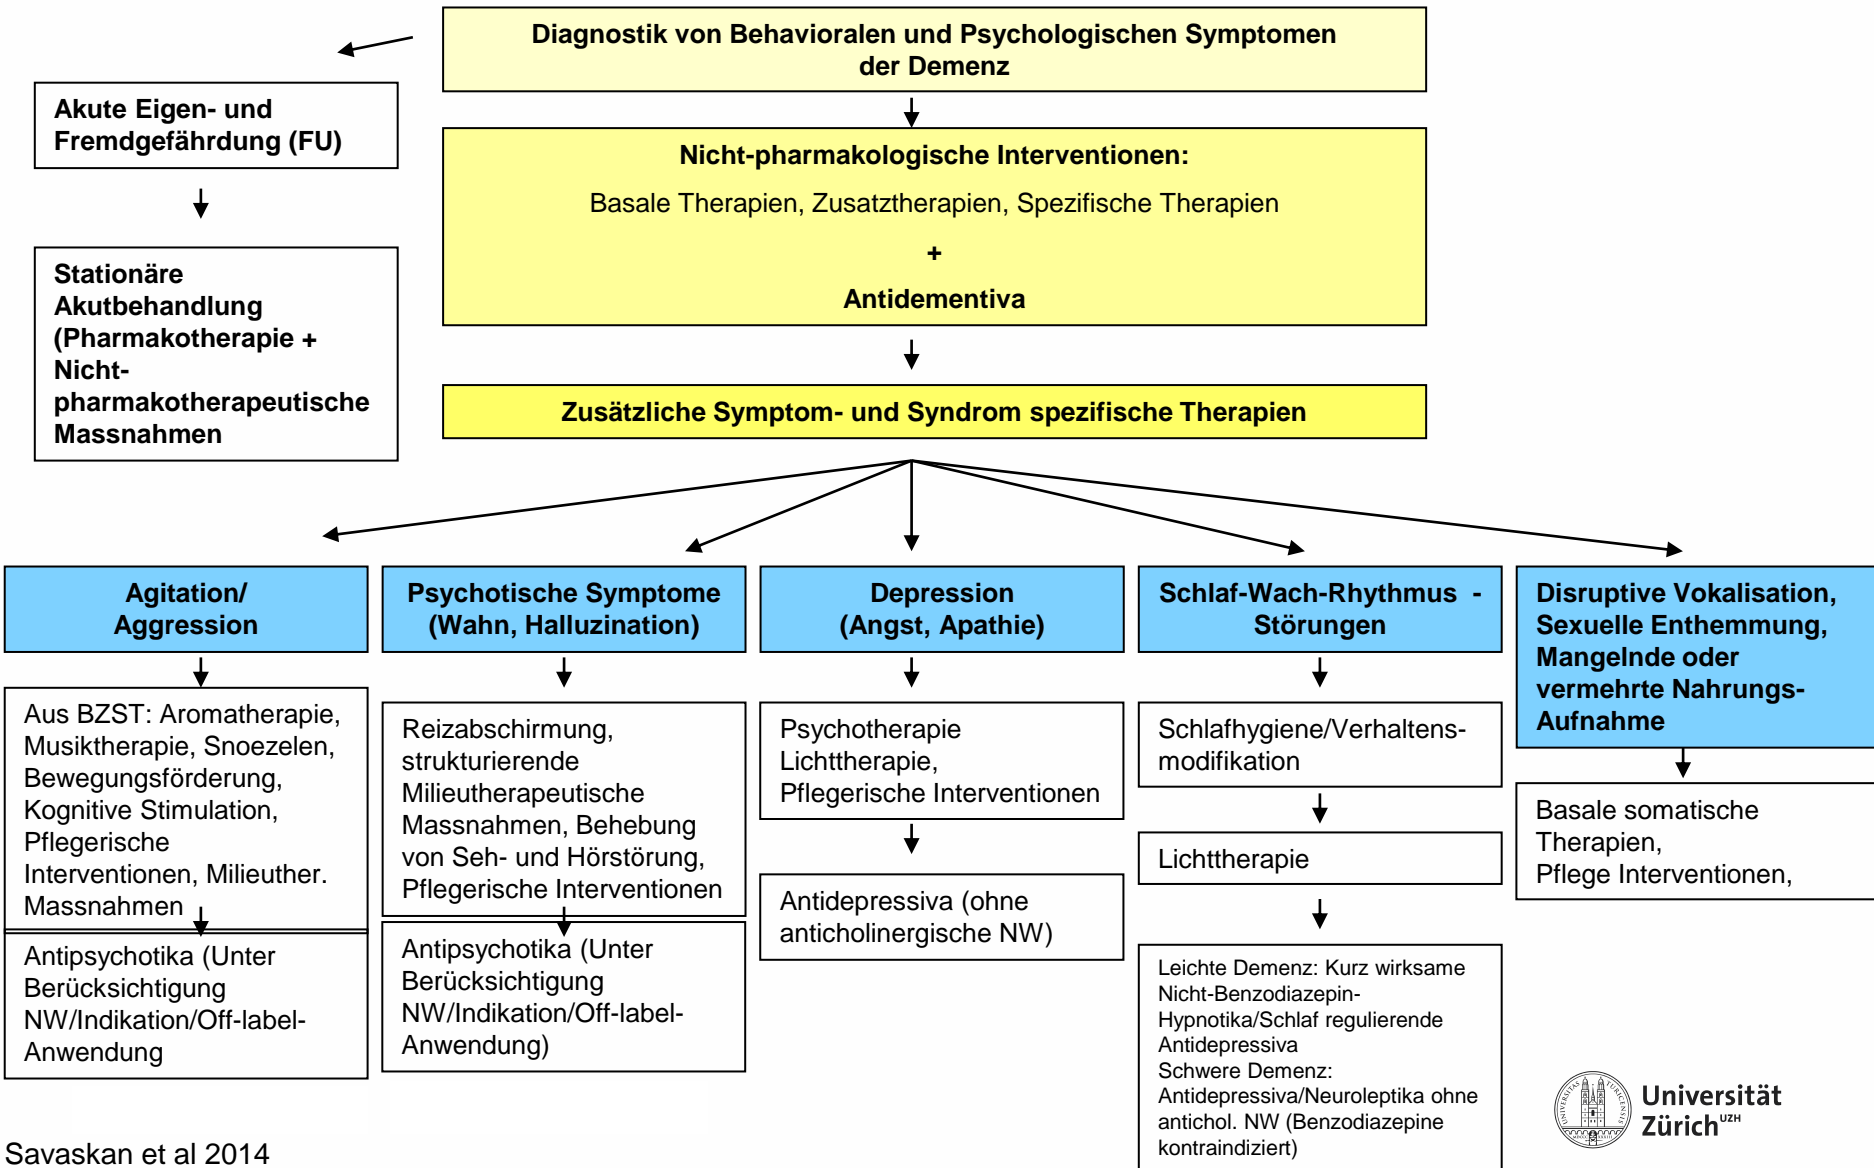 Diagnostik von Behavioralen und Psychologischen Symptomen
der Demenz
Akute Eigen- und
Fremdgefährdung (FU)
Nicht-pharmakologische Interventionen:
Basale Therapien, Zusatztherapien, Spezifische Therapien
+
Antidementiva
Stationäre
Akutbehandlung
(Pharmakotherapie +
Nicht-
pharmakotherapeutische
Massnahmen
Zusätzliche Symptom- und Syndrom spezifische Therapien
Agitation/
Aggression
Aus BZST: Aromatherapie,
Musiktherapie, Snoezelen,
Bewegungsförderung,
Kognitive Stimulation,
Pflegerische
Interventionen, Milieuther.
Massnahmen
Antipsychotika (Unter
Berücksichtigung
NW/Indikation/Off-label-
Anwendung
Psychotische Symptome
(Wahn, Halluzination)
Reizabschirmung,
strukturierende
Milieutherapeutische
Massnahmen, Behebung
von Seh- und Hörstörung,
Pflegerische Interventionen
Antipsychotika (Unter
Berücksichtigung
NW/Indikation/Off-label-
Anwendung)
Depression
(Angst, Apathie)
Psychotherapie
Lichttherapie,
Pflegerische Interventionen
Antidepressiva (ohne
anticholinergische NW)
Schlaf-Wach-Rhythmus -
Störungen
Schlafhygiene/Verhaltens-
modifikation
Lichttherapie
Leichte Demenz: Kurz wirksame
Nicht-Benzodiazepin-
Hypnotika/Schlaf regulierende
Antidepressiva
Schwere Demenz:
Antidepressiva/Neuroleptika ohne
antichol. NW (Benzodiazepine
kontraindiziert)
Disruptive Vokalisation,
Sexuelle Enthemmung,
Mangelnde oder
vermehrte Nahrungs-
Aufnahme
Basale somatische
Therapien,
Pflege Interventionen,
Savaskan et al 2014
Universität
Zürich UZH